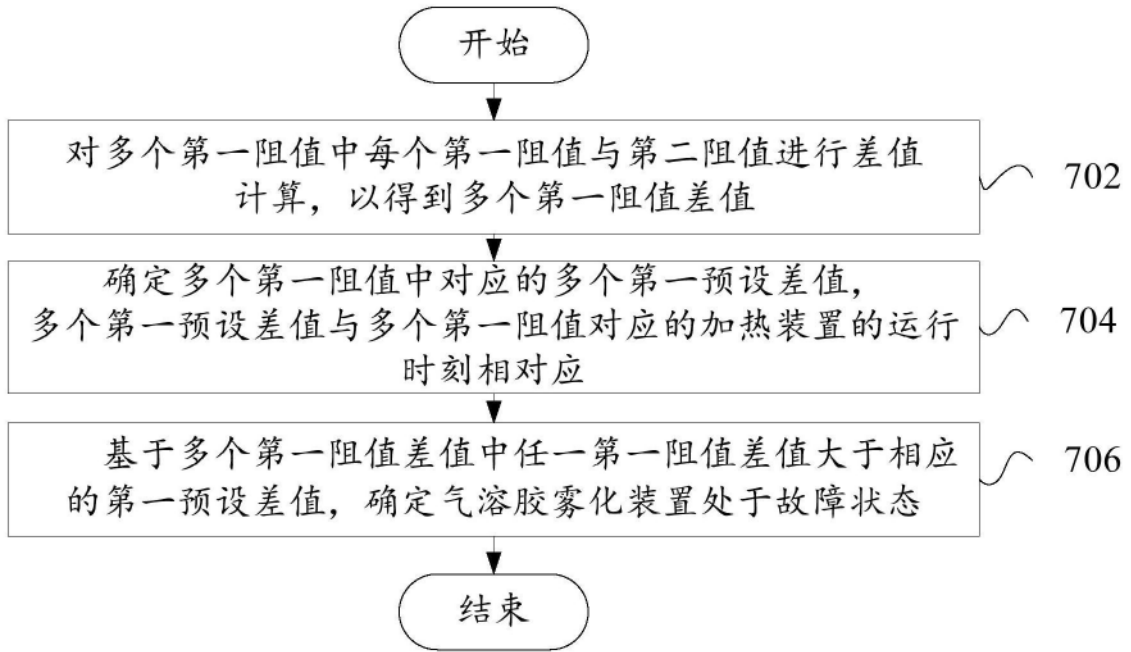 开始
对多个第一阻值中每个第一阻值与第二阻值进行差值
计算，以得到多个第一阻值差值
702
确定多个第一阻值中对应的多个第一预设差值，
多个第一预设差值与多个第一阻值对应的加热装置的运行
时刻相对应
704
基于多个第一阻值差值中任一第一阻值差值大于相应
的第一预设差值，确定气溶胶雾化装置处于故障状态
706
结束